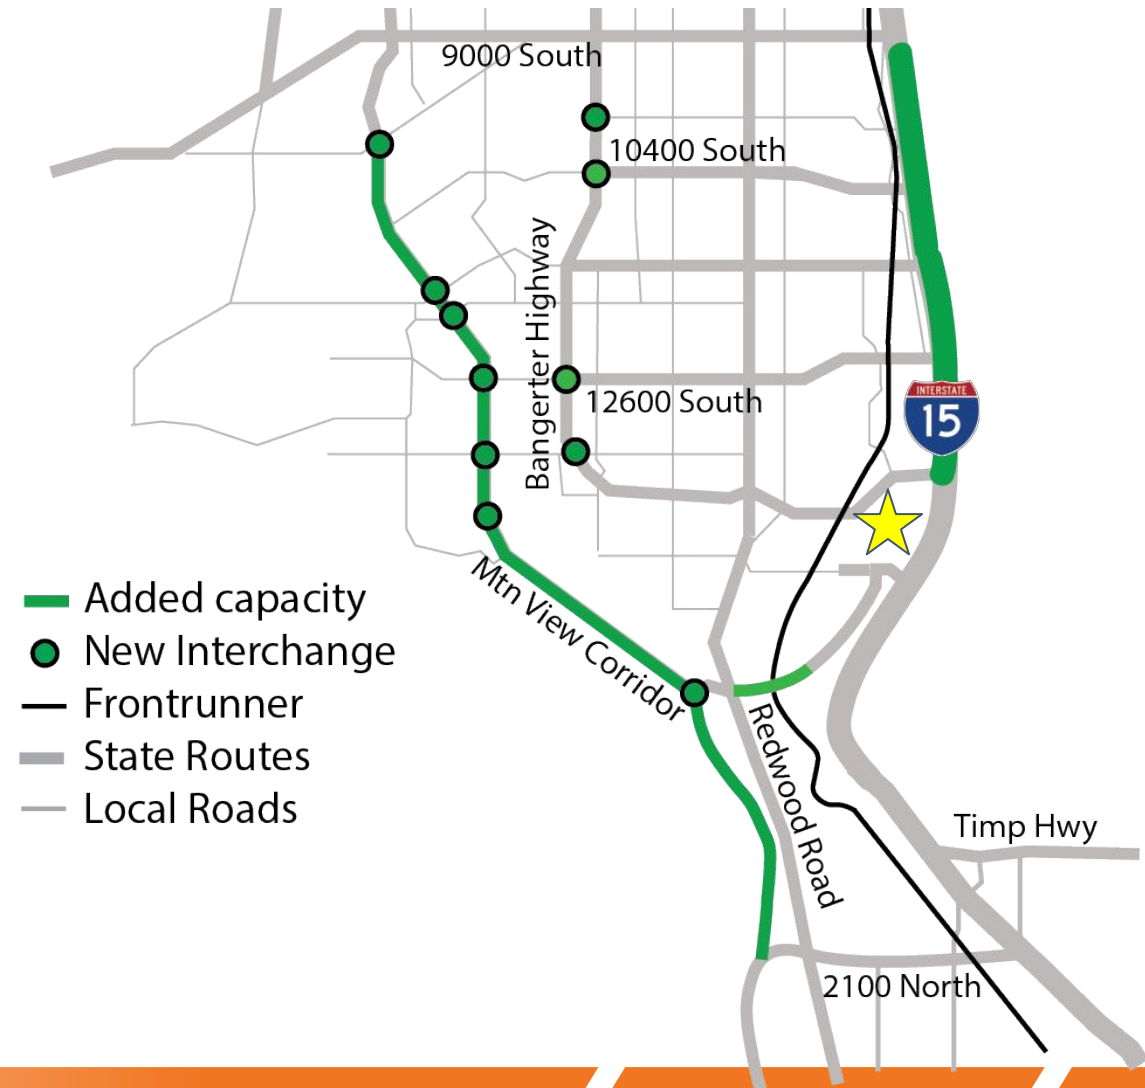 9000 South
10400 South
Bangerter Highway
INTERSTATE
15
12600 South
Mtn View Corridor
Added capacity
New Interchange
Frontrunner
State Routes
Local Roads
Redwood Road
Timp Hwy
2100 North